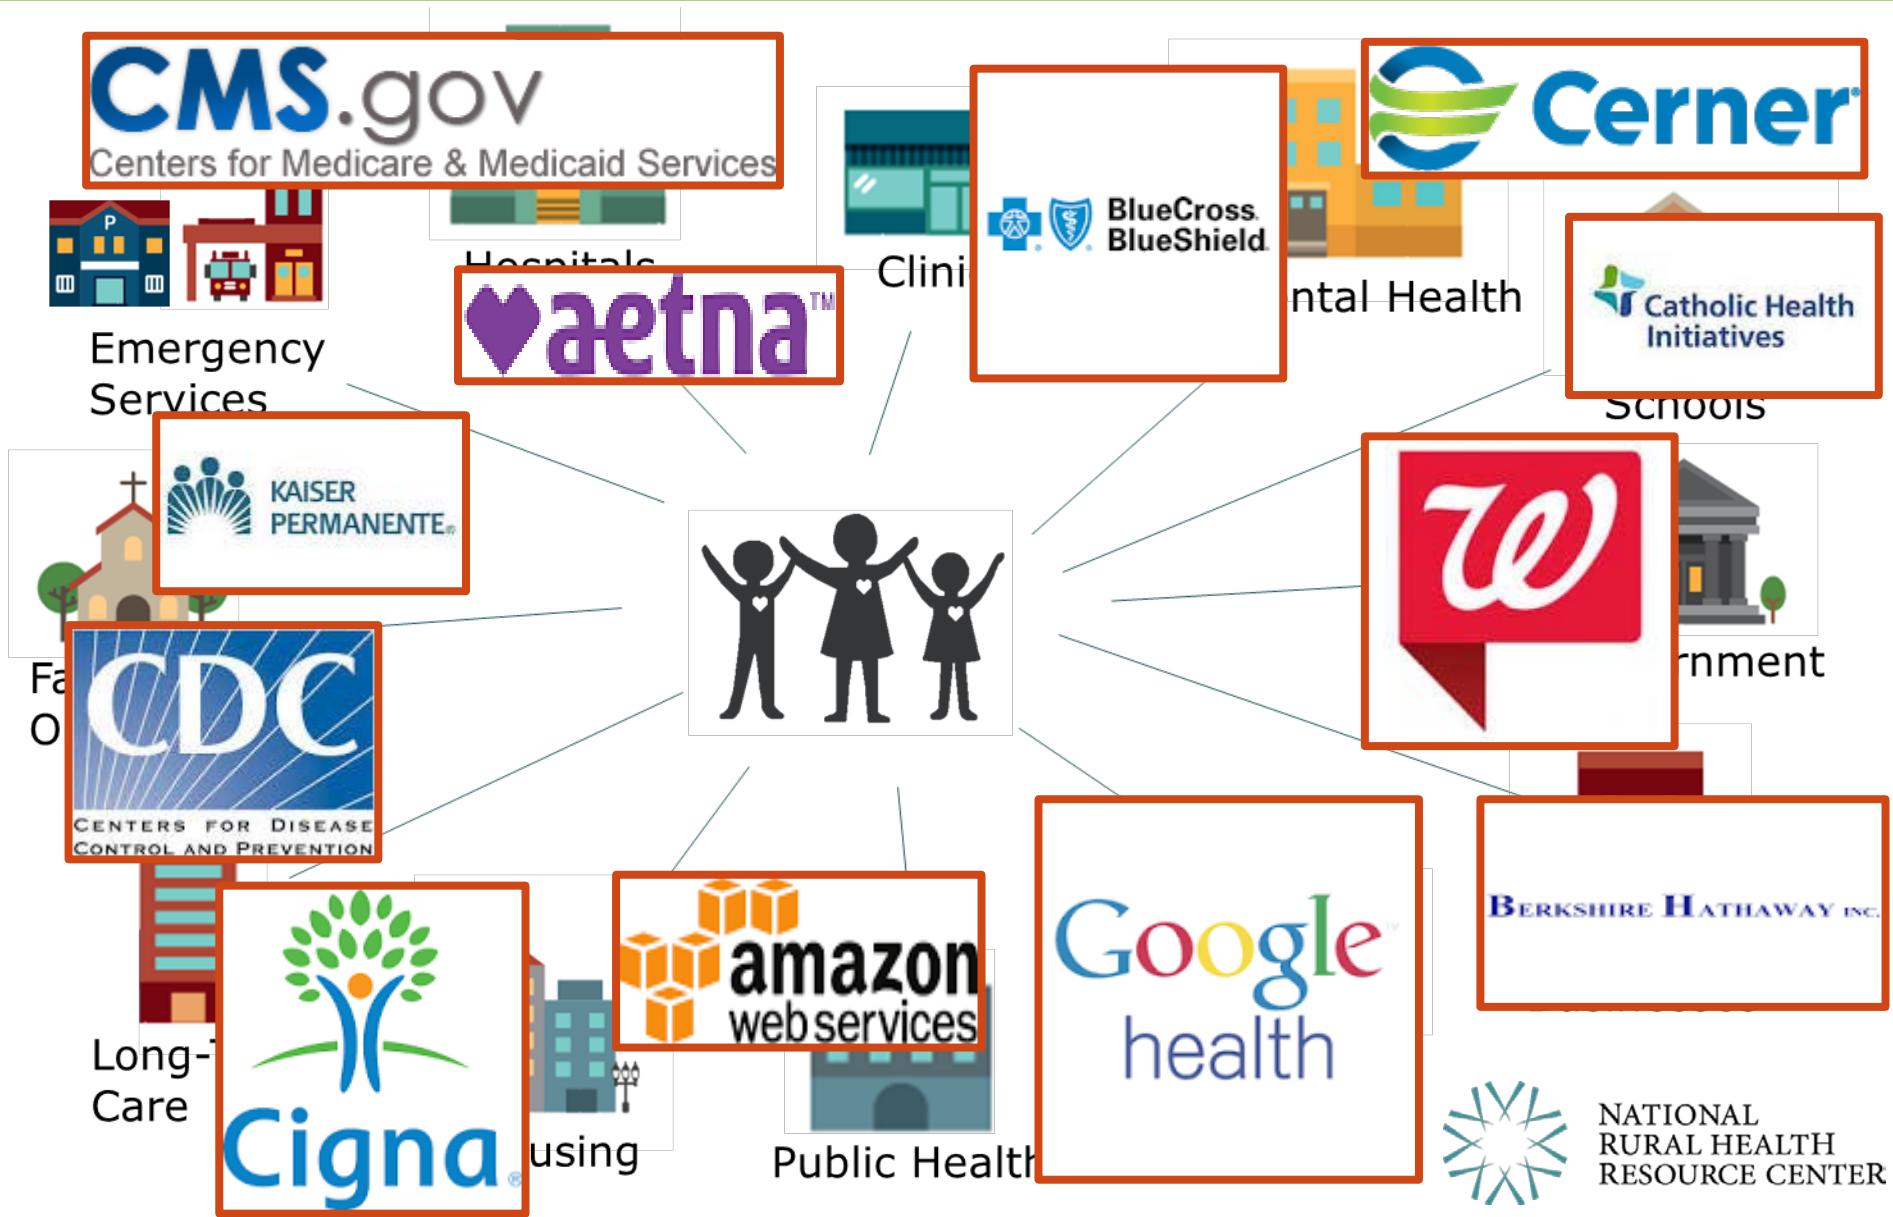 CMS.gov
Centers for Medicare & Medicaid Services
Cerner
BlueCross
BlueShield
P
Hospitals
Clini
ntal Health
aetna™
Catholic Health
Initiatives
Emergency
Services
Schools
KAISER
PERMANENTE®
W
rnment
Fa
O
CDC
CENTERS FOR DISEASE
CONTROL AND PREVENTION
BERKSHIRE HATHAWAY INC.
amazon
web services
Google
health
Long-
Care
Cigna®
using
Public Health
NATIONAL
RURAL HEALTH
RESOURCE CENTER